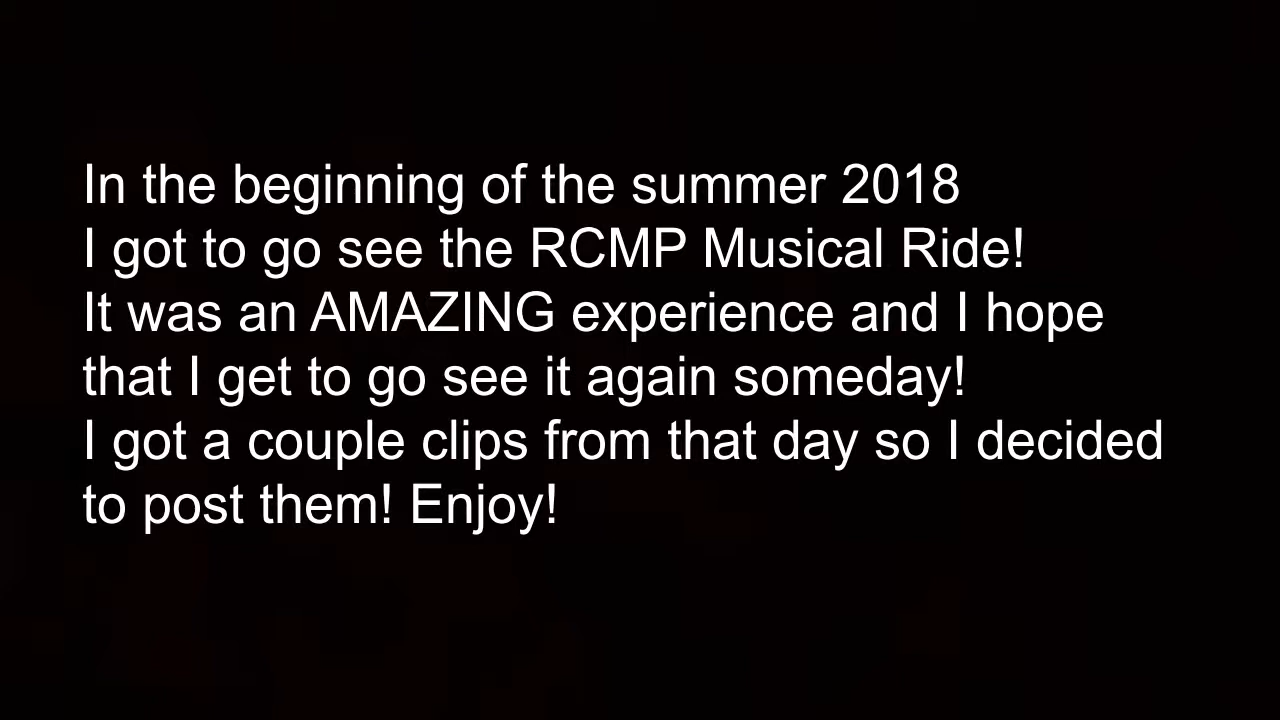 In the beginning of the summer 2018
I got to go see the RCMP Musical Ride!
It was an AMAZING experience and I hope
that I get to go see it again someday!
I got a couple clips from that day so I decided
to post them! Enjoy!